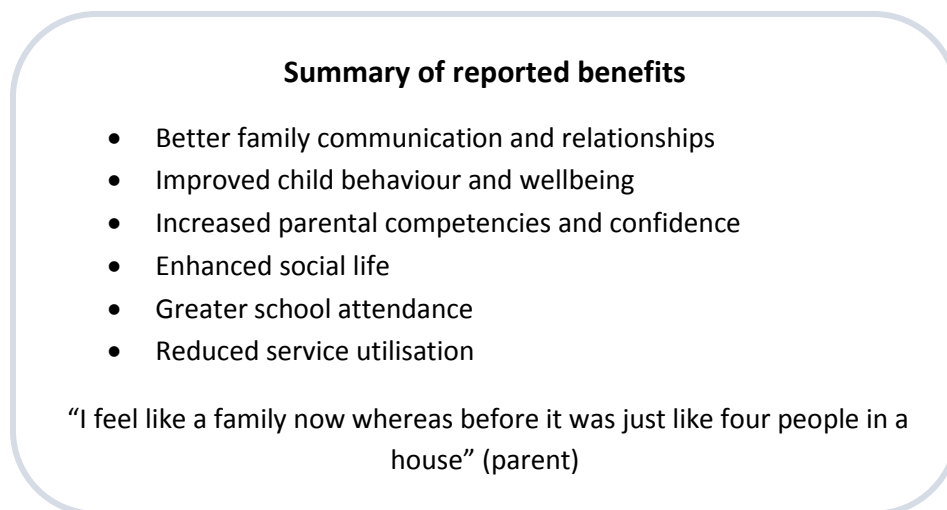 Summary of reported benefits
• Better family communication and relationships
• Improved child behaviour and wellbeing
• Increased parental competencies and confidence
• Enhanced social life
• Greater school attendance
• Reduced service utilisation
“I feel like a family now whereas before it was just like four people in a
house” (parent)